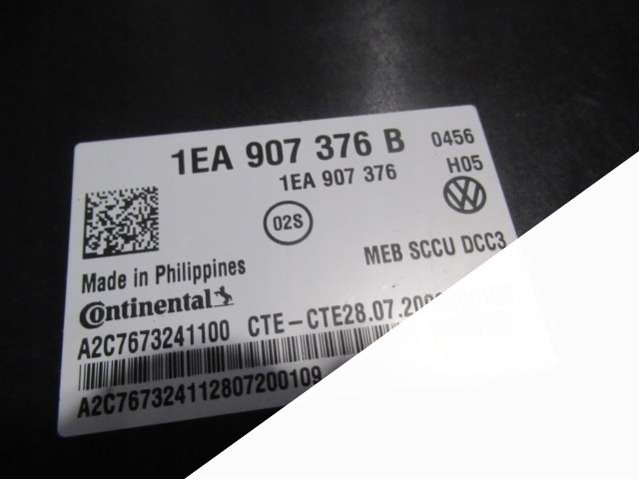 1EA 907 376 B 0456
1EA 907 376 H05
02S
MEB SCCU DCC3
Made in Philippines
Continental
A2C7673241100 CTE-CTE28.07.20
A2C767324112807200109